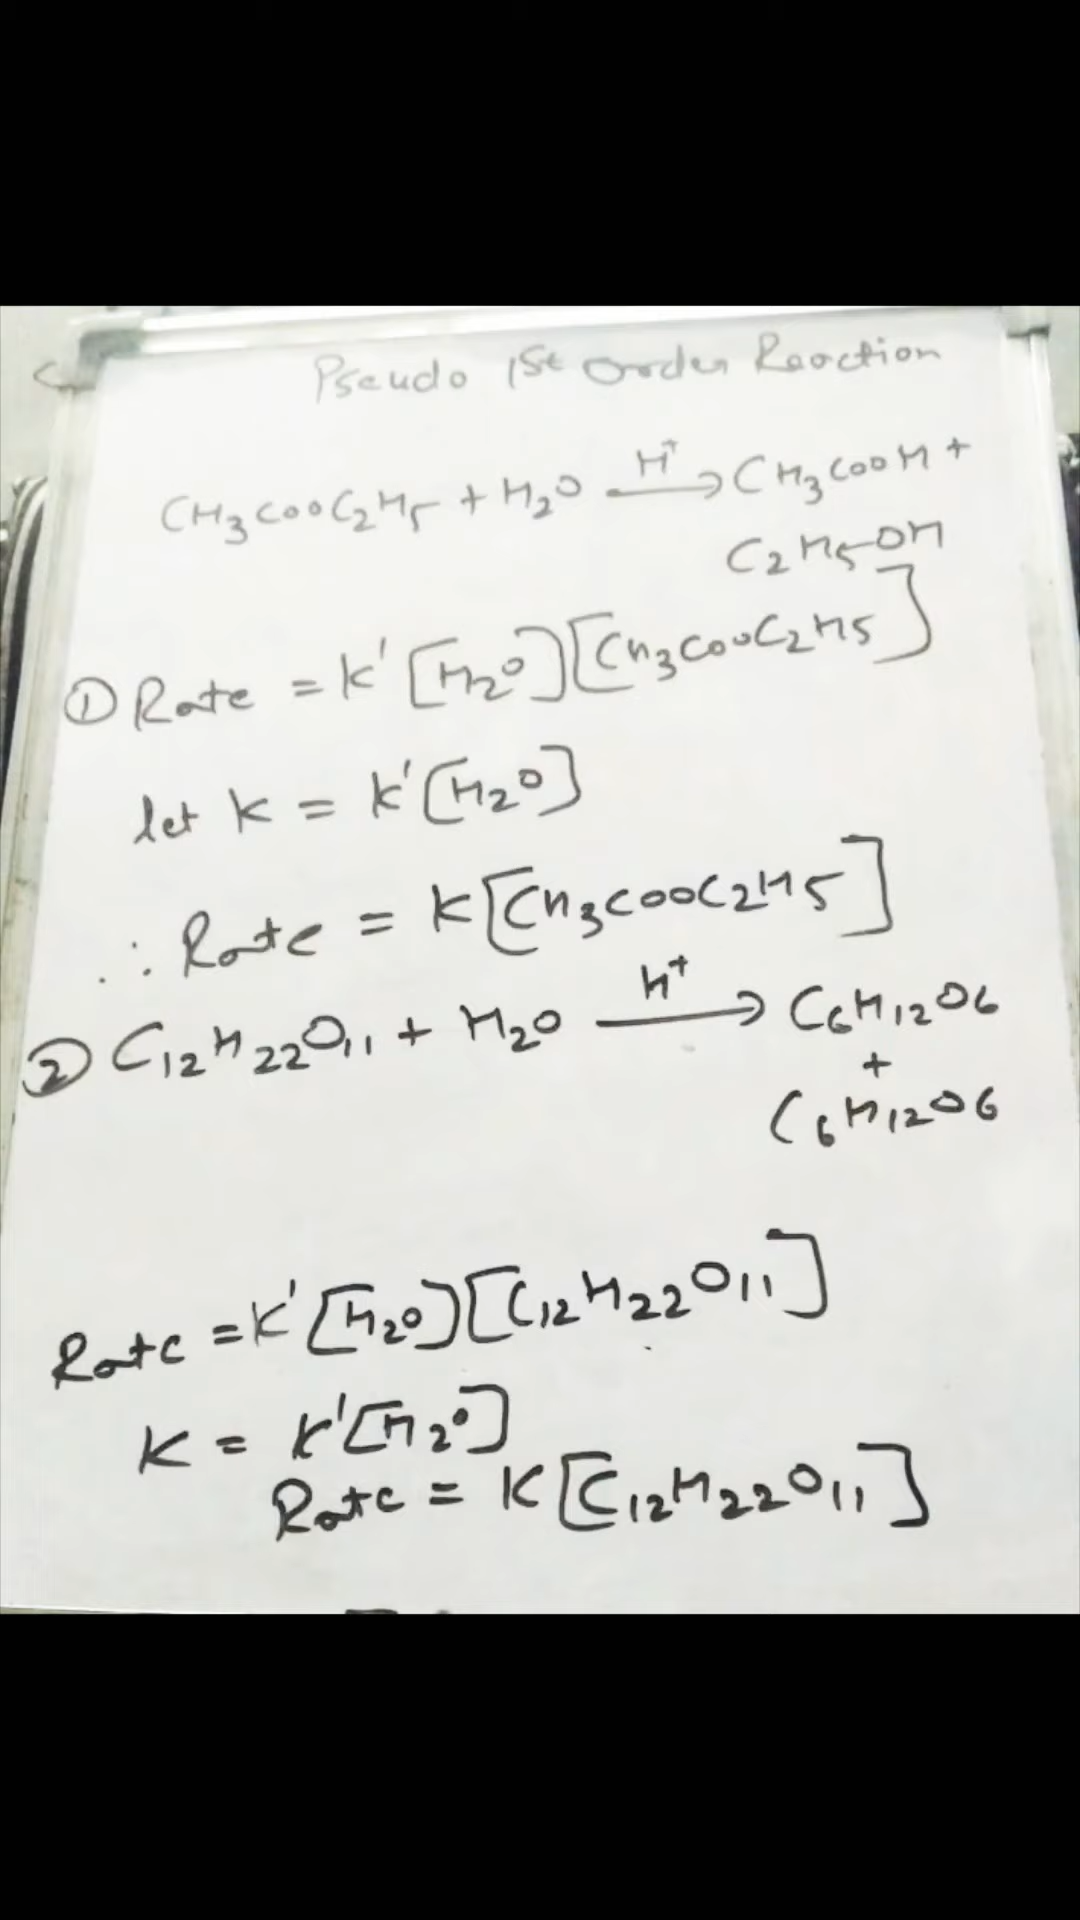 Pseudo 1st Order Reaction
CH₃COOC₂H₅ + H₂O —H⁺→ CH₃COOH +
C₂H₅OH
① Rate = K' [H₂O] [CH₃COOC₂H5]
let K = K' [H₂O]
∴ Rate = K [CH₃COOC₂H5]
② C₁₂H₂₂O₁₁ + H₂O —H⁺→ C₆H₁₂O₆
+
C₆H₁₂O₆
Rate = K' [H₂O] [C₁₂H₂₂O₁₁]
K = K' [H₂O]
Rate = K [C₁₂H₂₂O₁₁]